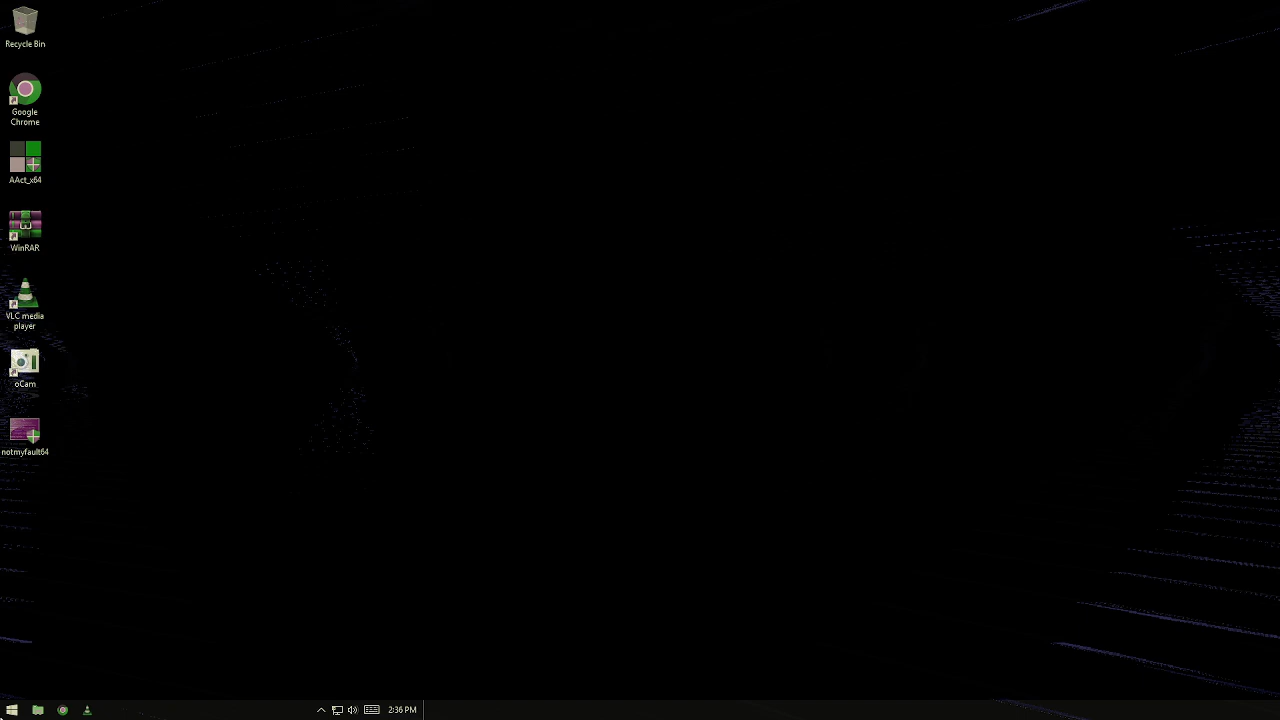 Recycle Bin
Google
Chrome
AAct_x64
WinRAR
VLC media
player
oCam
notmyfault64
2:36 PM